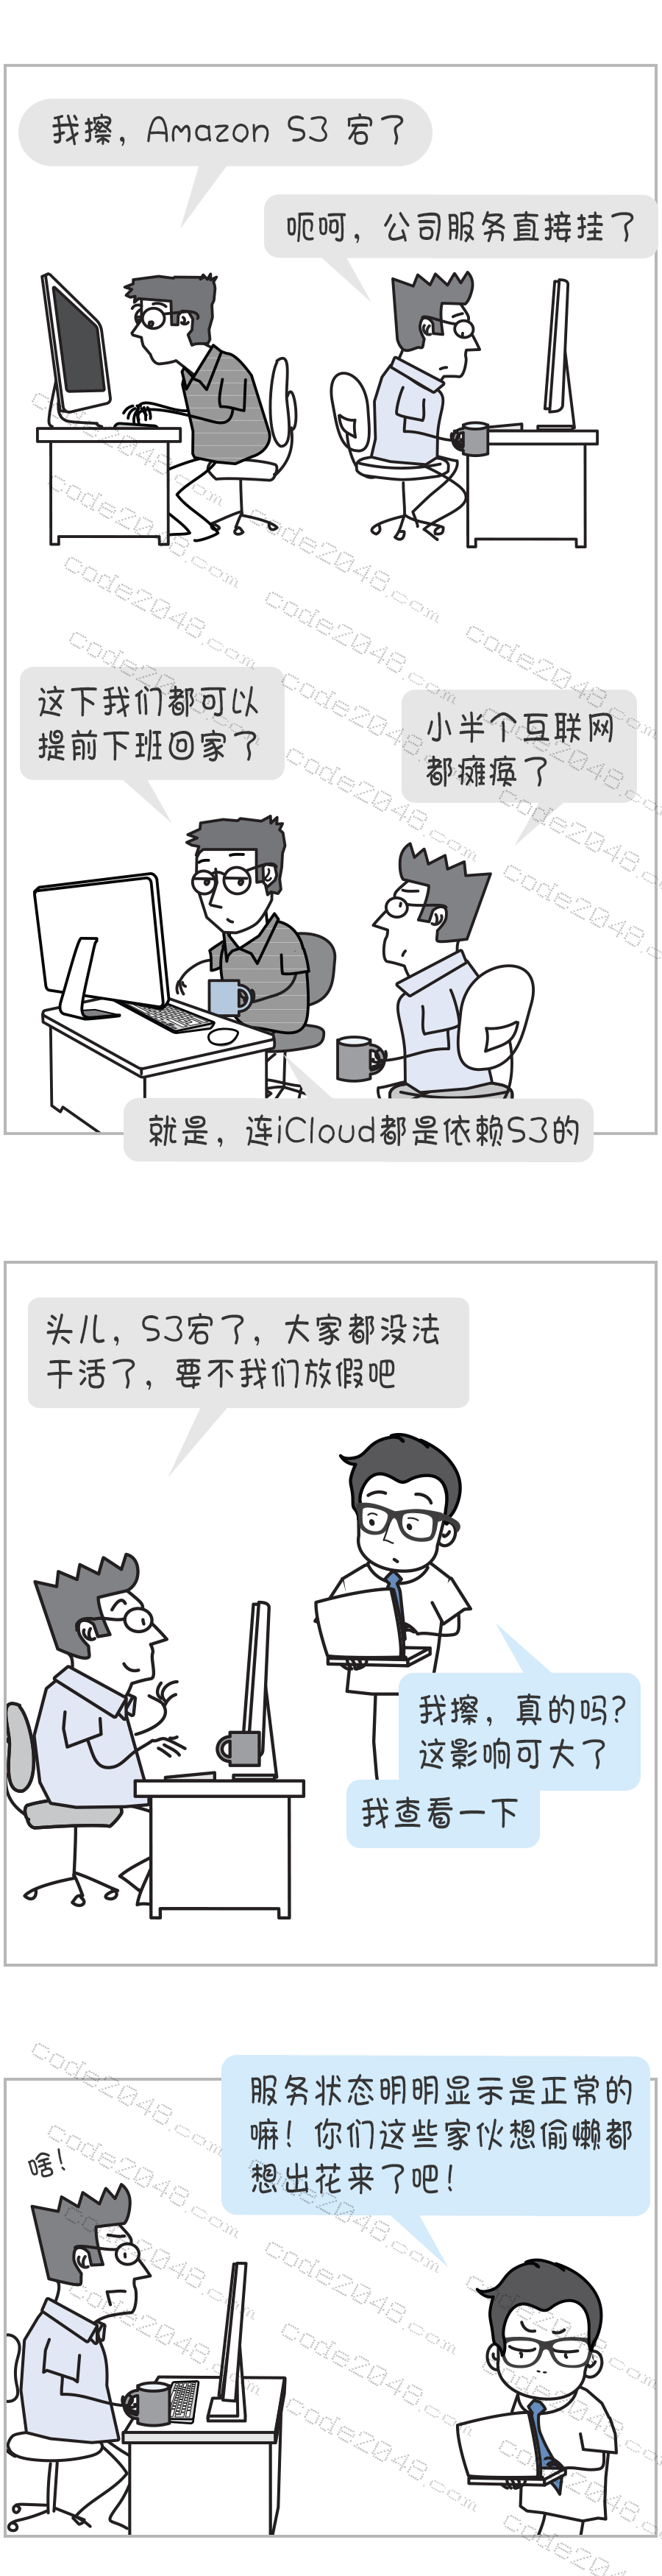 我擦，Amazon S3 宕了
呃呵，公司服务直接挂了
这下我们都可以
提前下班回家了
小半个互联网
都瘫痪了
就是，连iCloud都是依赖S3的
头儿，S3宕了，大家都没法
干活了，要不我们放假吧
我擦，真的吗？
这影响可大了
我查看一下
服务状态明明显示是正常的
嘛！你们这些家伙想偷懒都
想出花来了吧！
啥！
code2048.com